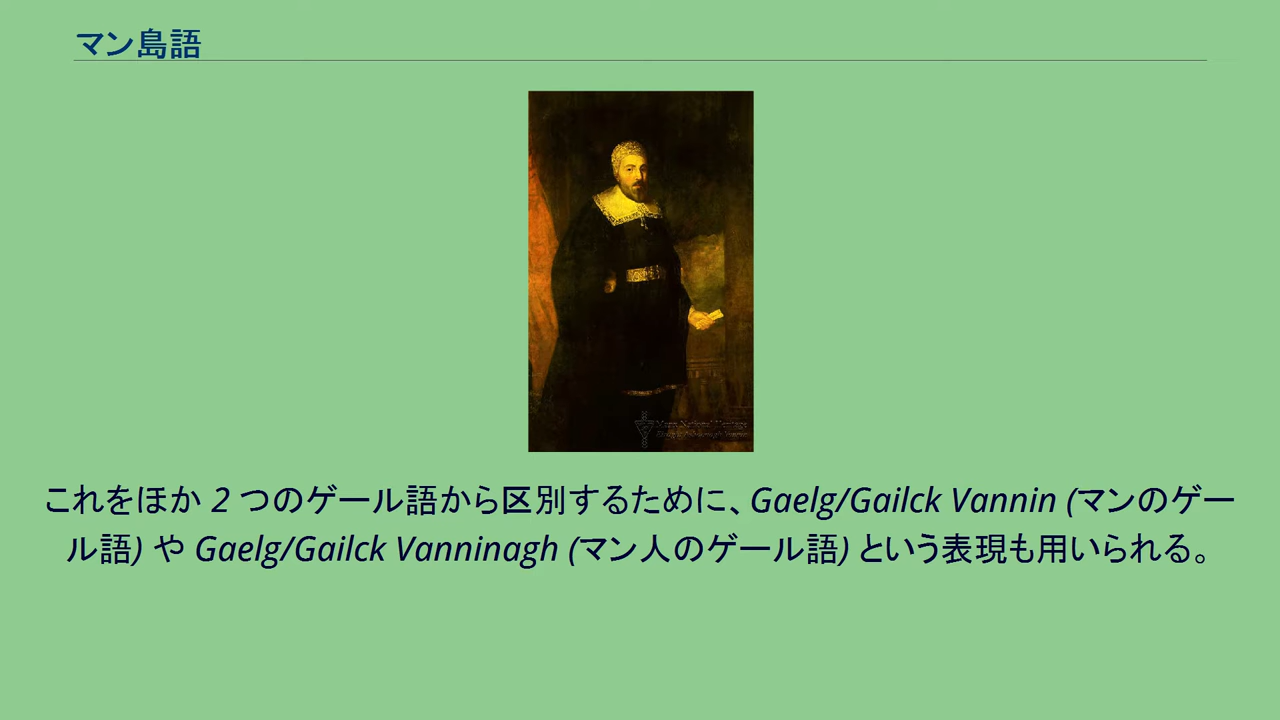 マン島語
Manx National Heritage
これをほか 2 つのゲール語から区別するために、Gaelg/Gailck Vannin (マンのゲー
ル語) や Gaelg/Gailck Vanninagh (マン人のゲール語) という表現も用いられる。